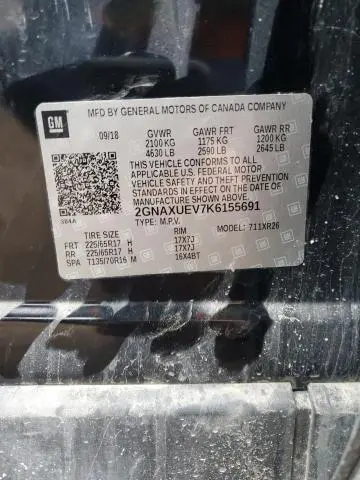 GM
MFD BY GENERAL MOTORS OF CANADA COMPANY
09/18 GVWR GAWR FRT GAWR RR
2100 KG 1175 KG 1200 KG
4630 LB 2590 LB 2645 LB
THIS VEHICLE CONFORMS TO ALL
APPLICABLE U.S. FEDERAL MOTOR
VEHICLE SAFETY, BUMPER, AND THEFT
PREVENTION STANDARDS IN EFFECT ON
THE DATE OF MANUFACTURE SHOWN ABOVE.
384A 2GNAXUEV7K6155691
TYPE: M.P.V. MODEL: 711XR26
TIRE SIZE RIM
FRT 225/65R17 H 17X7J
RR 225/65R17 H 17X7J
SPA T135/70R16 M 16X4BT